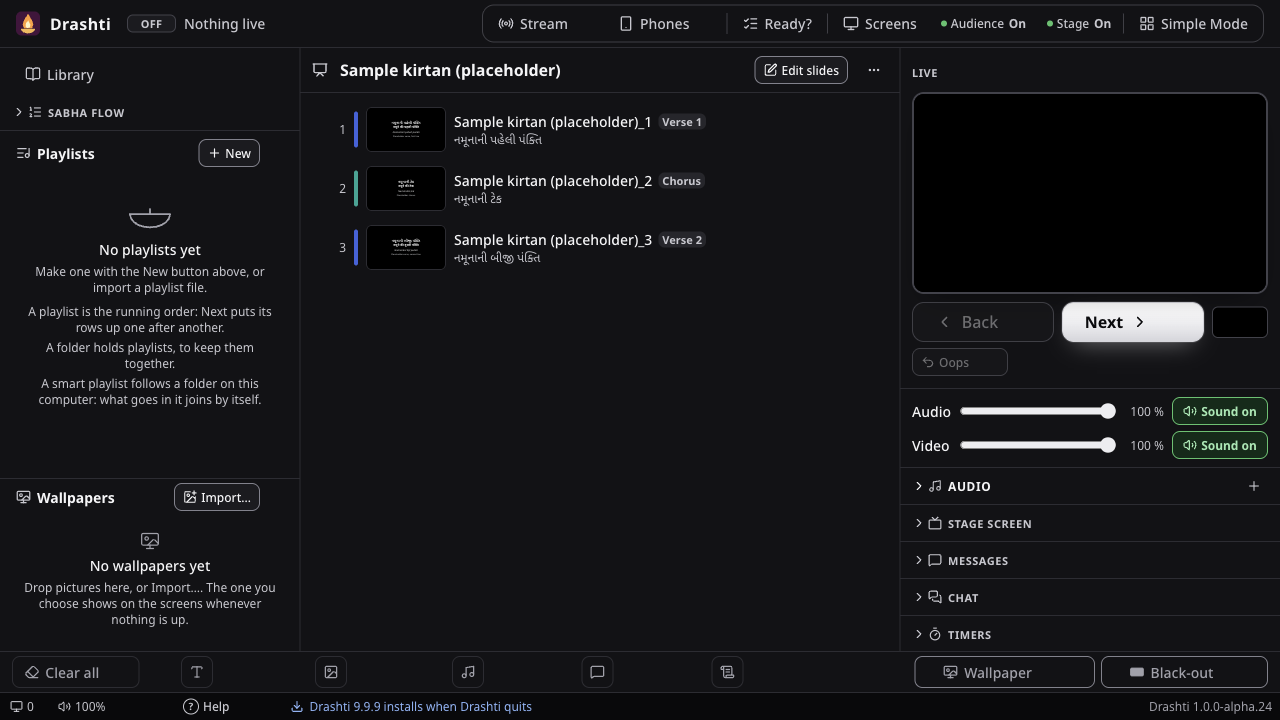 Drashti
OFF
Nothing live
Stream
Phones
Ready?
Screens
Audience On
Stage On
Simple Mode
Library
SABHA FLOW
Playlists
New
No playlists yet
Make one with the New button above, or
import a playlist file.
A playlist is the running order: Next puts its
rows up one after another.
A folder holds playlists, to keep them
together.
A smart playlist follows a folder on this
computer: what goes in it joins by itself.
Wallpapers
Import...
No wallpapers yet
Drop pictures here, or Import.... The one you
choose shows on the screens whenever
nothing is up.
Sample kirtan (placeholder)
Edit slides
1
Sample kirtan (placeholder)_1 Verse 1
નમૂનાની પહેલી પંક્તિ
2
Sample kirtan (placeholder)_2 Chorus
નમૂનાની ટેક
3
Sample kirtan (placeholder)_3 Verse 2
નમૂનાની બીજી પંક્તિ
LIVE
Back
Next
Oops
Audio 100 % Sound on
Video 100 % Sound on
AUDIO
STAGE SCREEN
MESSAGES
CHAT
TIMERS
Clear all
Wallpaper
Black-out
0
100%
Help
Drashti 9.9.9 installs when Drashti quits
Drashti 1.0.0-alpha.24